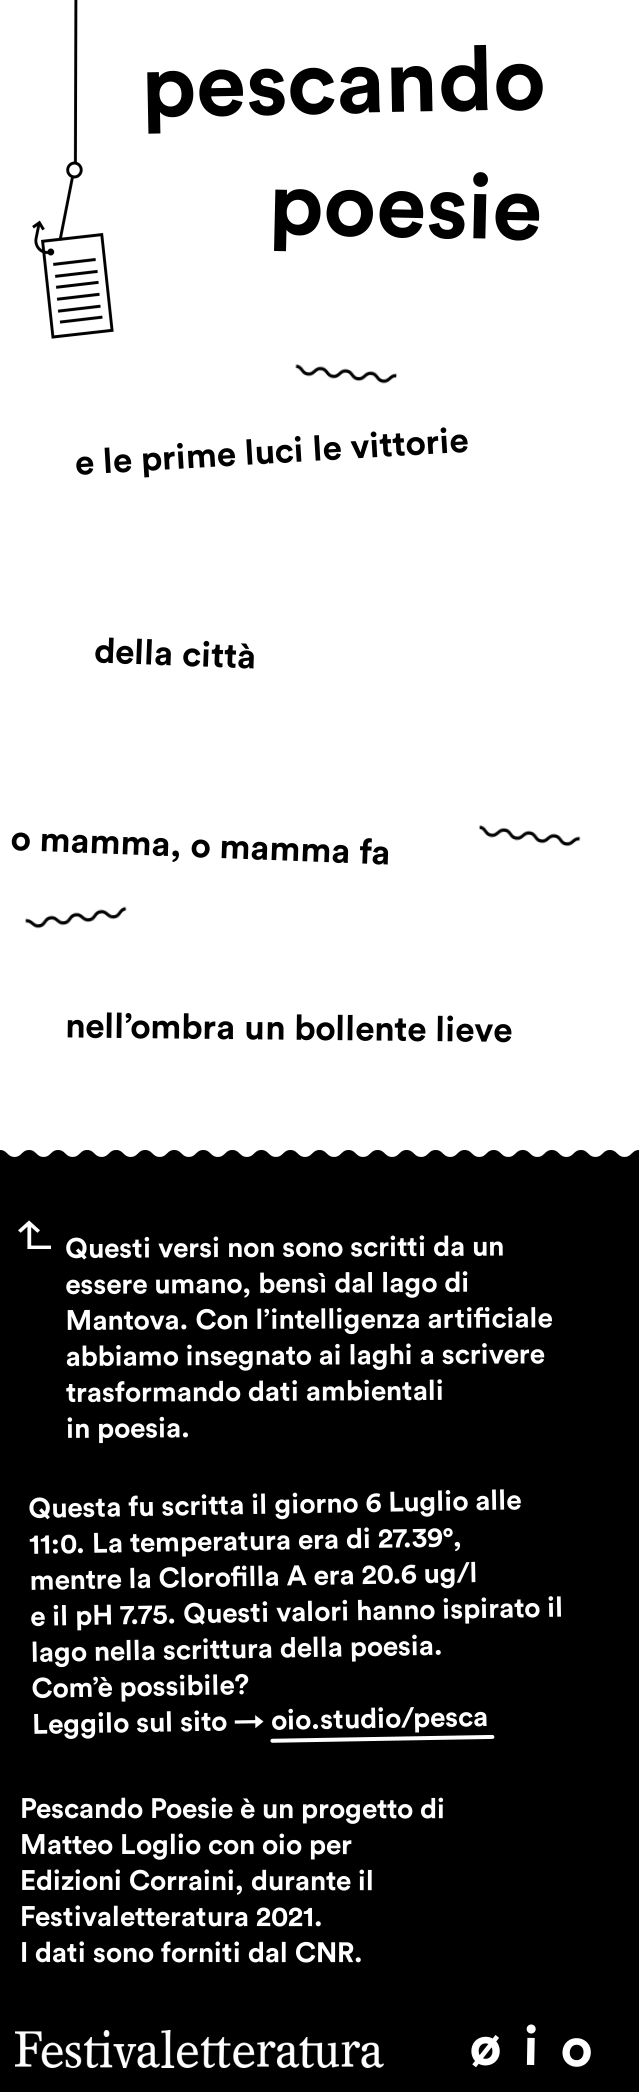 pescando
poesie
e le prime luci le vittorie
della città
o mamma, o mamma fa
nell’ombra un bollente lieve
Questi versi non sono scritti da un
essere umano, bensì dal lago di
Mantova. Con l’intelligenza artificiale
abbiamo insegnato ai laghi a scrivere
trasformando dati ambientali
in poesia.
Questa fu scritta il giorno 6 Luglio alle
11:0. La temperatura era di 27.39°,
mentre la Clorofilla A era 20.6 ug/l
e il pH 7.75. Questi valori hanno ispirato il
lago nella scrittura della poesia.
Com’è possibile?
Leggilo sul sito → oio.studio/pesca
Pescando Poesie è un progetto di
Matteo Loglio con oio per
Edizioni Corraini, durante il
Festivaletteratura 2021.
I dati sono forniti dal CNR.
Festivaletteratura ø i o